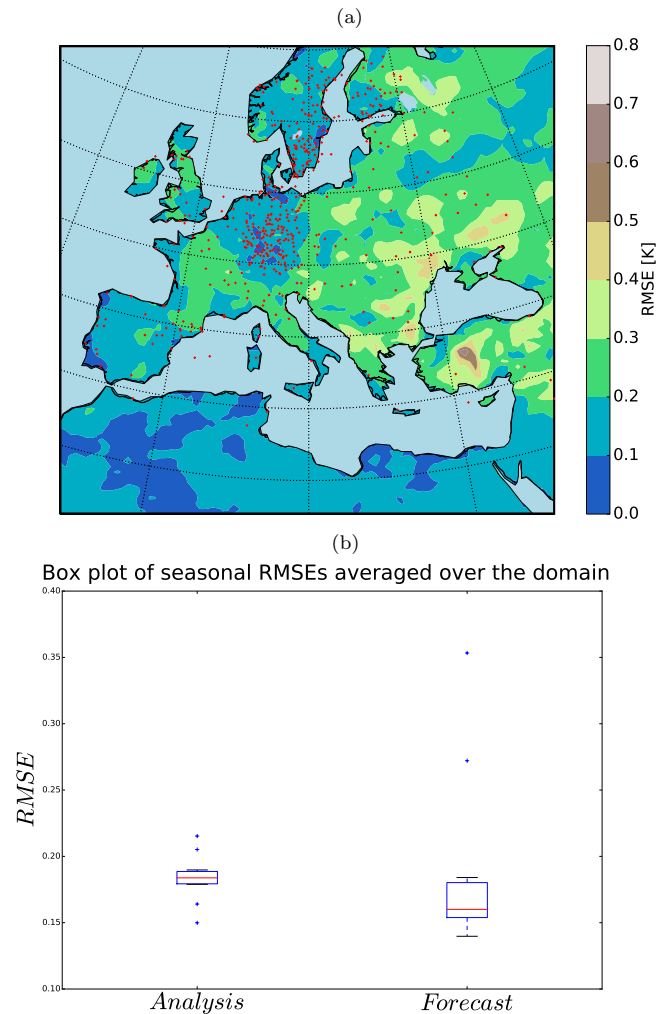 (a)
0.8
0.7
0.6
0.5
0.4
0.3
0.2
0.1
0.0
RMSE [K]
(b)
Box plot of seasonal RMSEs averaged over the domain
0.40
0.35
0.30
0.25
0.20
0.15
0.10
RMSE
Analysis
Forecast